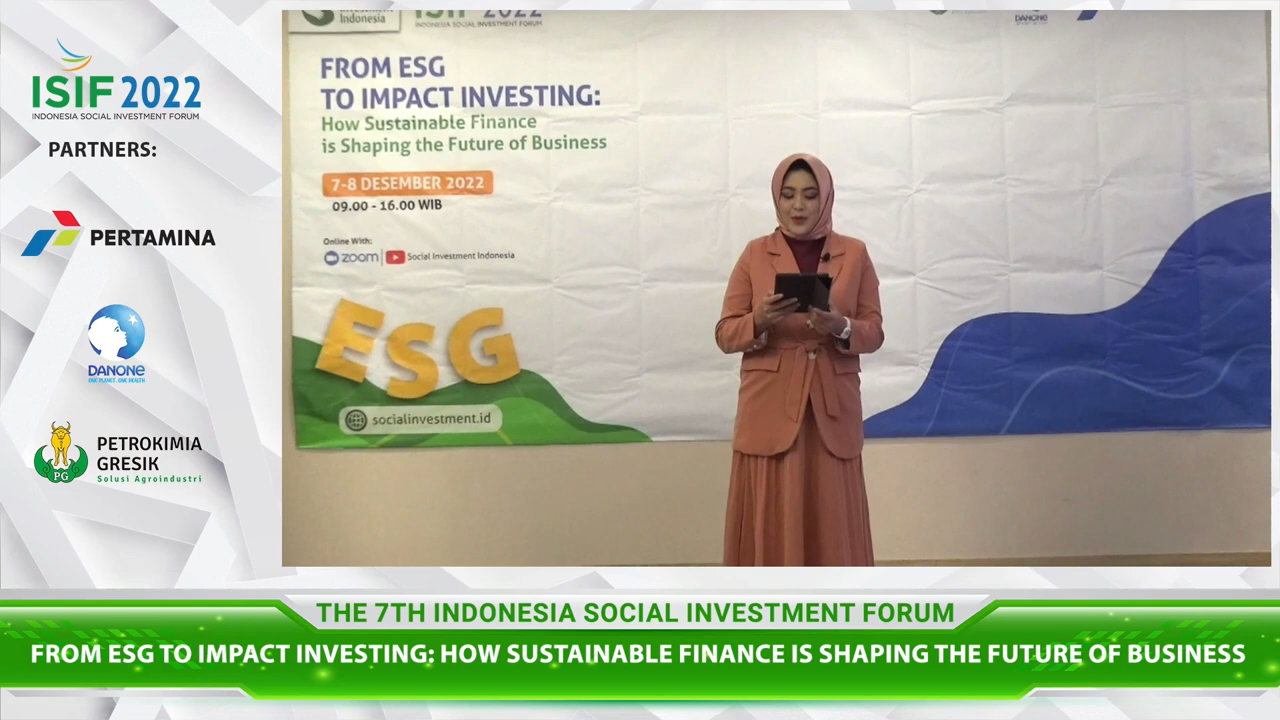 ISIF 2022
INDONESIA SOCIAL INVESTMENT FORUM
PARTNERS:
PERTAMINA
DANONE
ONE PLANET. ONE HEALTH
PG
PETROKIMIA
GRESIK
Solusi Agroindustri
Investment
Indonesia
ISIF 2022
INDONESIA SOCIAL INVESTMENT FORUM
DANONE
FROM ESG
TO IMPACT INVESTING:
How Sustainable Finance
is Shaping the Future of Business
7-8 DESEMBER 2022
09.00 - 16.00 WIB
Online With:
zoom
Social Investment Indonesia
ESG
socialinvestment.id
THE 7TH INDONESIA SOCIAL INVESTMENT FORUM
FROM ESG TO IMPACT INVESTING: HOW SUSTAINABLE FINANCE IS SHAPING THE FUTURE OF BUSINESS